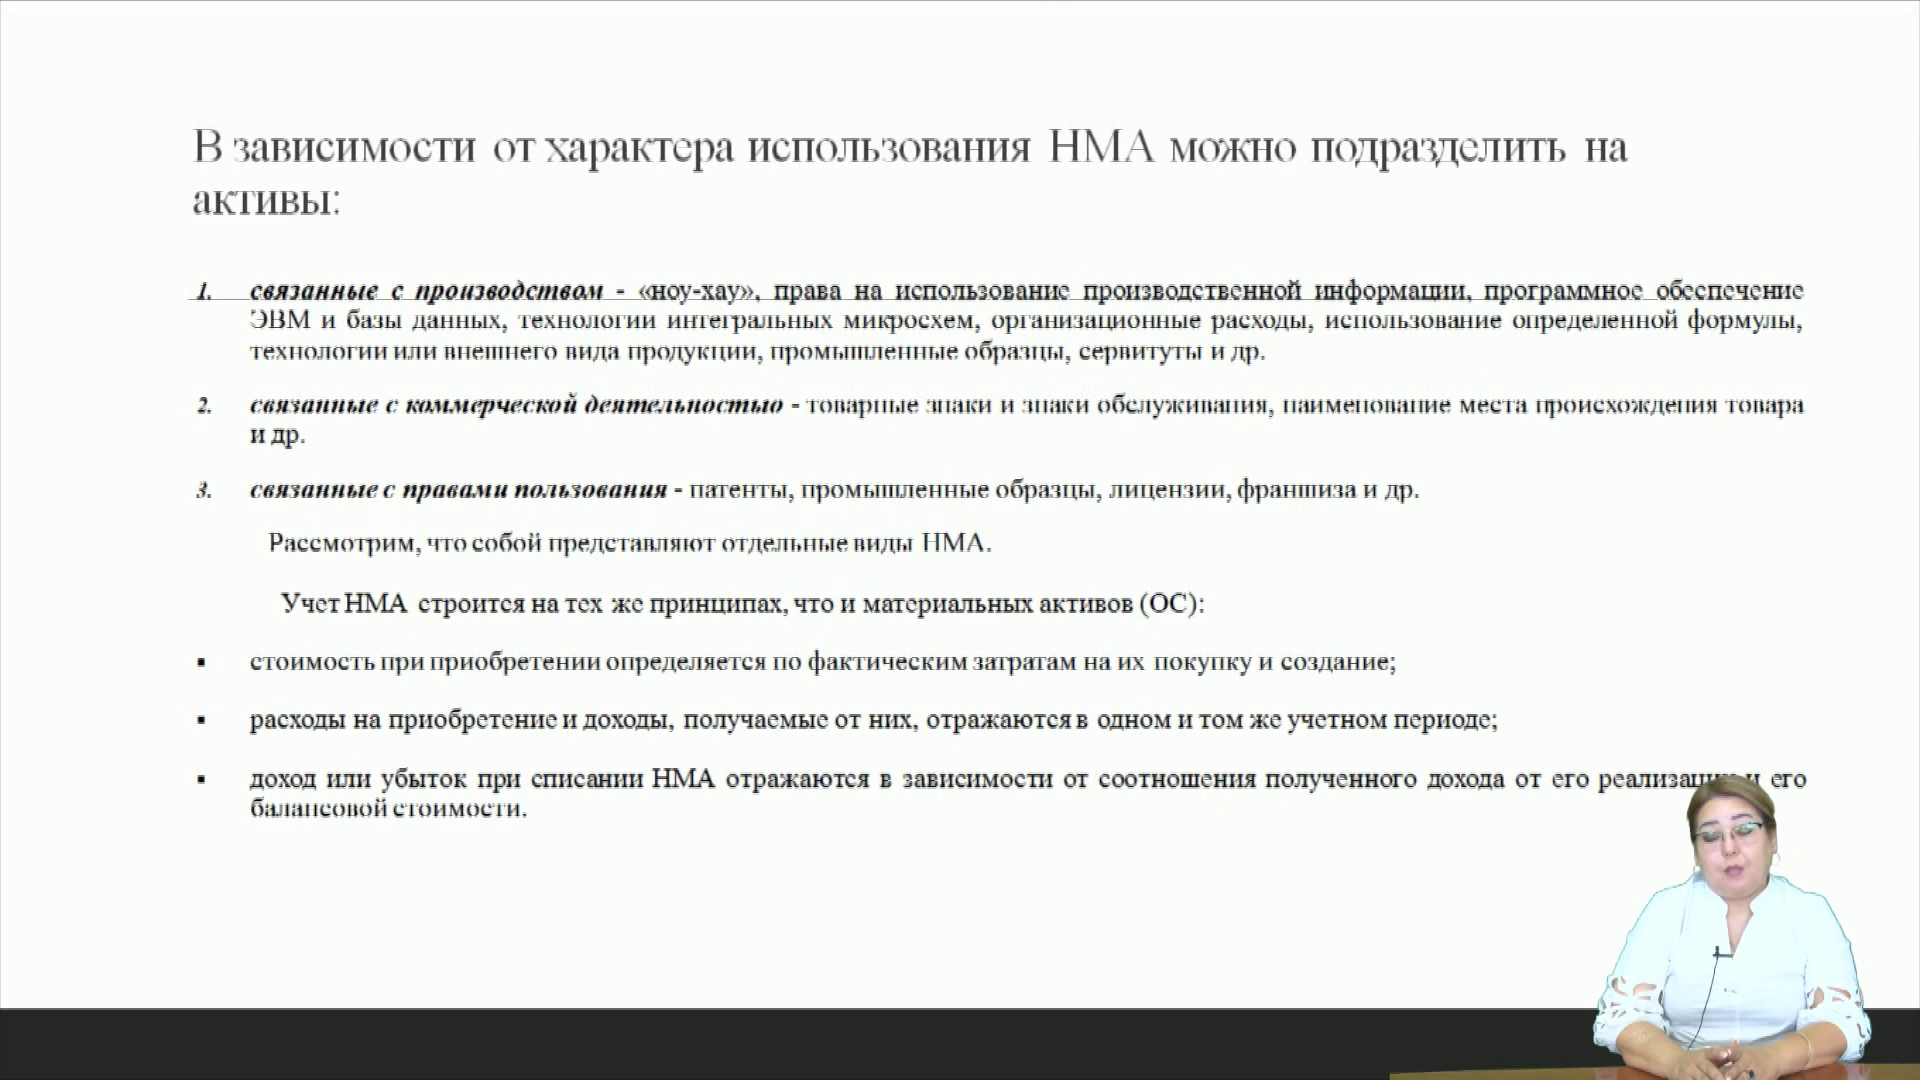 В зависимости от характера использования НМА можно подразделить на
активы:
1. связанные с производством - «ноу-хау», права на использование производственной информации, программное обеспечение
ЭВМ и базы данных, технологии интегральных микросхем, организационные расходы, использование определенной формулы,
технологии или внешнего вида продукции, промышленные образцы, сервитуты и др.
2. связанные с коммерческой деятельностью - товарные знаки и знаки обслуживания, наименование места происхождения товара
и др.
3. связанные с правами пользования - патенты, промышленные образцы, лицензии, франшиза и др.
Рассмотрим, что собой представляют отдельные виды НМА.
Учет НМА строится на тех же принципах, что и материальных активов (ОС):
▪ стоимость при приобретении определяется по фактическим затратам на их покупку и создание;
▪ расходы на приобретение и доходы, получаемые от них, отражаются в одном и том же учетном периоде;
▪ доход или убыток при списании НМА отражаются в зависимости от соотношения полученного дохода от его реализации и его
балансовой стоимости.